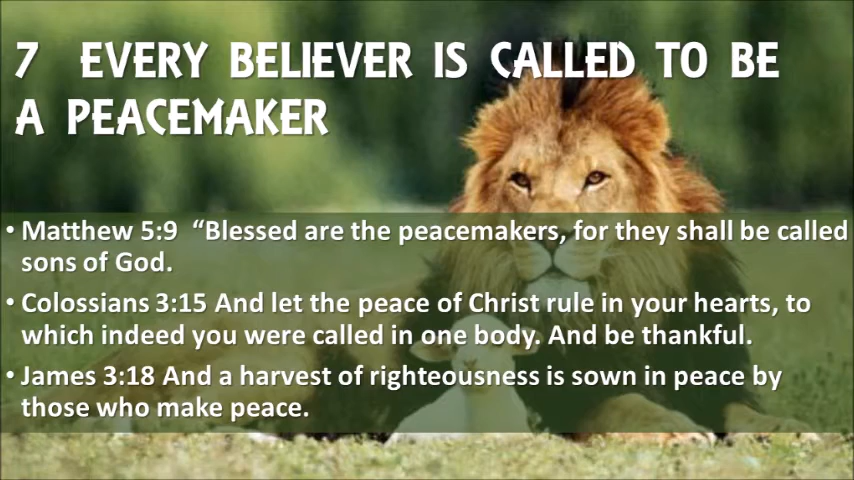 7 EVERY BELIEVER IS CALLED TO BE
A PEACEMAKER
• Matthew 5:9 “Blessed are the peacemakers, for they shall be called
sons of God.
• Colossians 3:15 And let the peace of Christ rule in your hearts, to
which indeed you were called in one body. And be thankful.
• James 3:18 And a harvest of righteousness is sown in peace by
those who make peace.